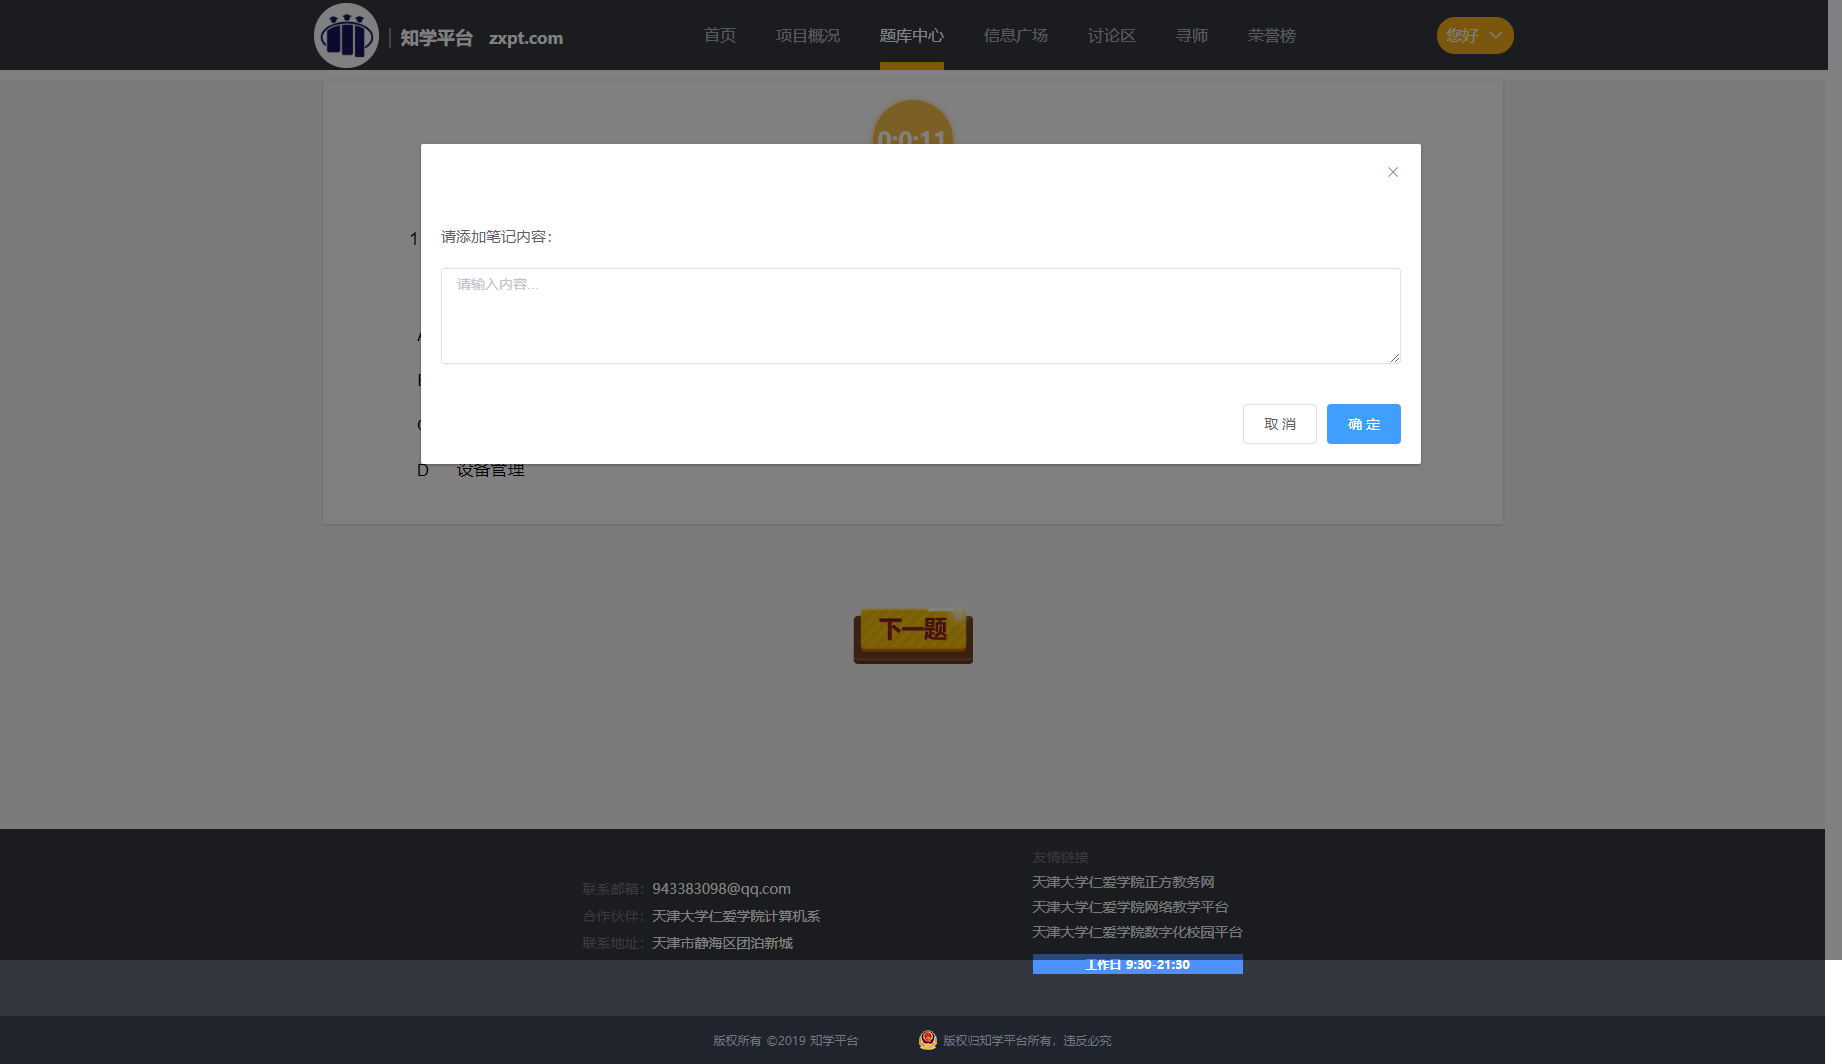 知学平台 zxpt.com
首页 项目概况 题库中心 信息广场 讨论区 寻师 荣誉榜
您好
0:0:11
1
请添加笔记内容：
请输入内容...
取 消 确 定
D 设备管理
下一题
联系邮箱：943383098@qq.com
合作伙伴：天津大学仁爱学院计算机系
联系地址：天津市静海区团泊新城
友情链接
天津大学仁爱学院正方教务网
天津大学仁爱学院网络教学平台
天津大学仁爱学院数字化校园平台
工作日 9:30-21:30
版权所有 ©2019 知学平台
版权归知学平台所有，违反必究